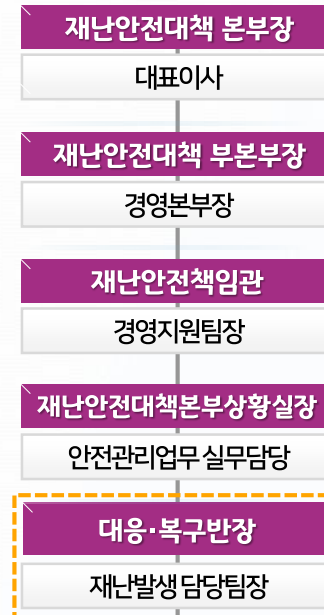 재난안전대책 본부장
대표이사
재난안전대책 부본부장
경영본부장
재난안전책임관
경영지원팀장
재난안전대책본부상황실장
안전관리업무 실무담당
대응·복구반장
재난발생 담당팀장